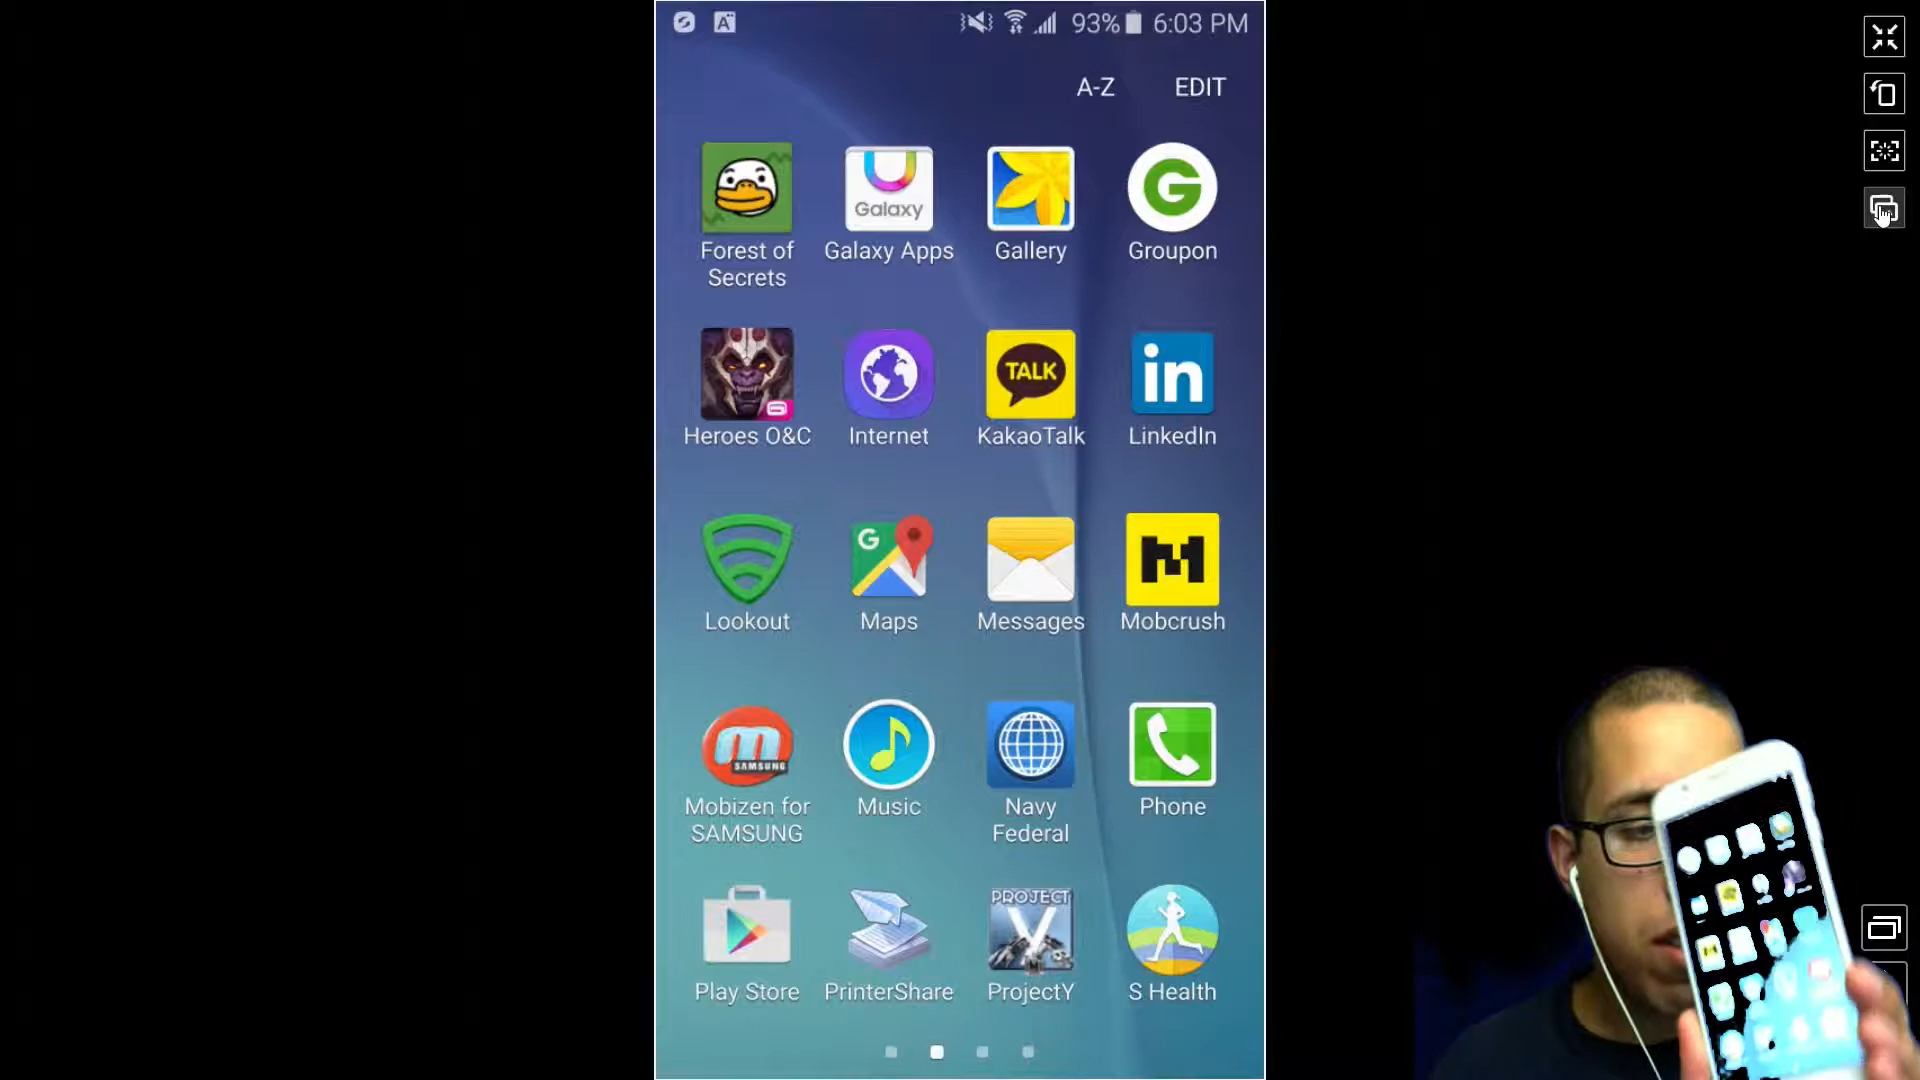 93% 6:03 PM
A-Z EDIT
Galaxy
Forest of Secrets
Galaxy Apps
Gallery
G
Groupon
Heroes O&C
Internet
TALK
KakaoTalk
in
LinkedIn
Lookout
G
Maps
Messages
M
Mobcrush
m
SAMSUNG
Mobizen for
SAMSUNG
Music
Navy
Federal
Phone
Play Store
PrinterShare
PROJECT
Y
ProjectY
S Health